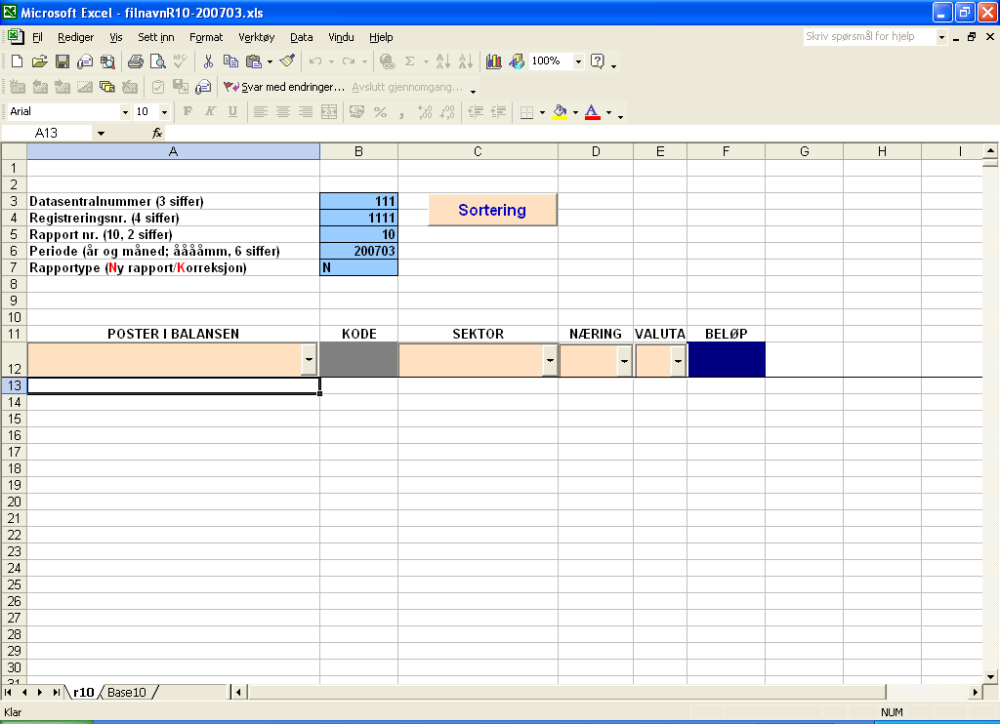 Microsoft Excel - filnavnR10-200703.xls
Fil Rediger Vis Sett inn Format Verktøy Data Vindu Hjelp Skriv spørsmål for hjelp
100%
Svar med endringer... Avslutt gjennomgang...
Arial 10 F K U
A13 fx
A B C D E F G H I
1
2
3 Datasentralnummer (3 siffer) 111
Sortering
4 Registreringsnr. (4 siffer) 1111
5 Rapport nr. (10, 2 siffer) 10
6 Periode (år og måned; ååååmm, 6 siffer) 200703
7 Rapportype (Ny rapport/Korreksjon) N
8
9
10
11 POSTER I BALANSEN KODE SEKTOR NÆRING VALUTA BELØP
12
13
14
15
16
17
18
19
20
21
22
23
24
25
26
27
28
29
30
31
r10 Base10
Klar NUM